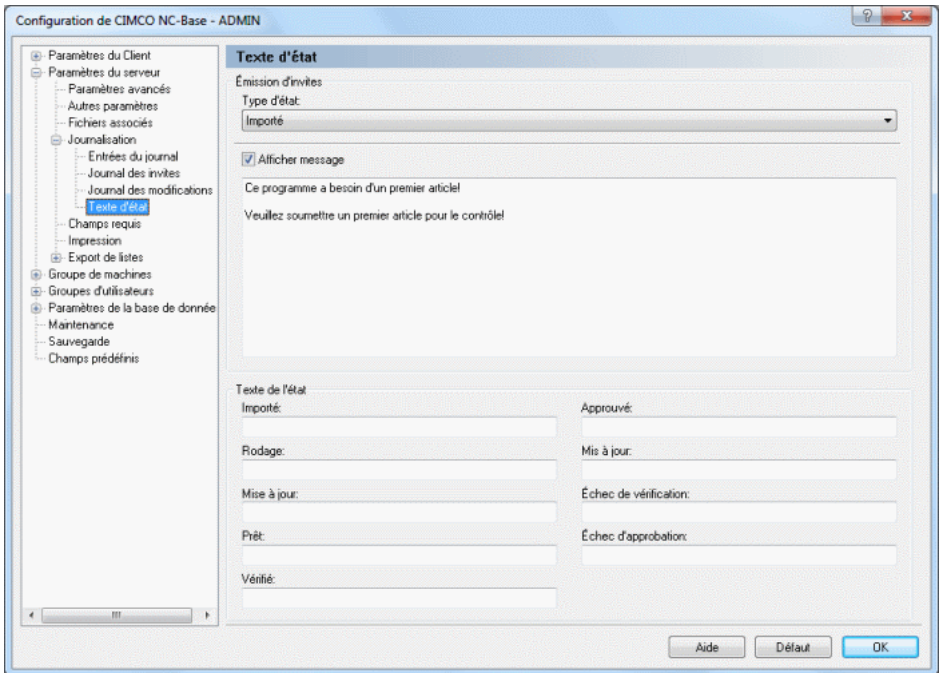 Configuration de CIMCO NC-Base - ADMIN
Paramètres du Client
Paramètres du serveur
Paramètres avancés
Autres paramètres
Fichiers associés
Journalisation
Entrées du journal
Journal des invites
Journal des modifications
Texte d'état
Champs requis
Impression
Export de listes
Groupe de machines
Groupes d'utilisateurs
Paramètres de la base de donnée
Maintenance
Sauvegarde
Champs prédéfinis
Texte d'état
Émission d'invites
Type d'état:
Importé
Afficher message
Ce programme a besoin d'un premier article!
Veuillez soumettre un premier article pour le contrôle!
Texte de l'état
Importé:
Approuvé:
Rodage:
Mis à jour:
Mise à jour:
Échec de vérification:
Prêt:
Échec d'approbation:
Vérifié:
Aide
Défaut
OK